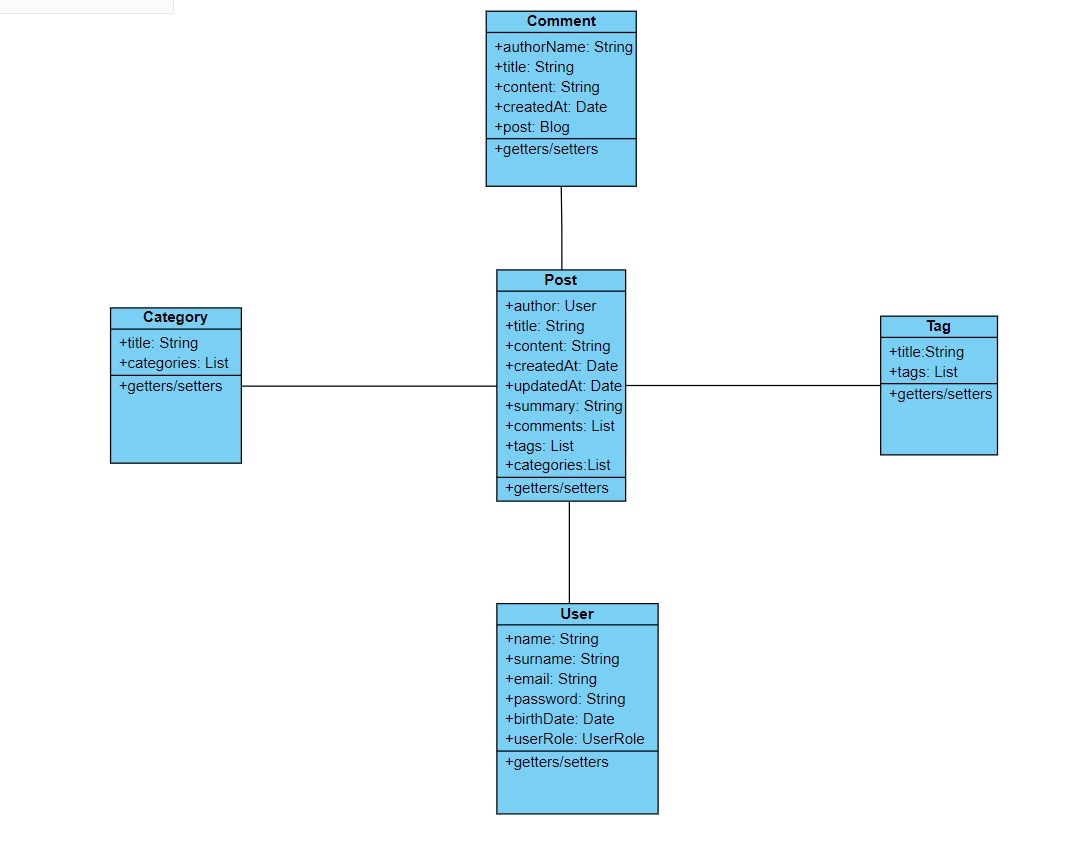 Comment
+authorName: String
+title: String
+content: String
+createdAt: Date
+post: Blog
+getters/setters
Post
+author: User
+title: String
+content: String
+createdAt: Date
+updatedAt: Date
+summary: String
+comments: List
+tags: List
+categories:List
+getters/setters
Category
+title: String
+categories: List
+getters/setters
Tag
+title:String
+tags: List
+getters/setters
User
+name: String
+surname: String
+email: String
+password: String
+birthDate: Date
+userRole: UserRole
+getters/setters